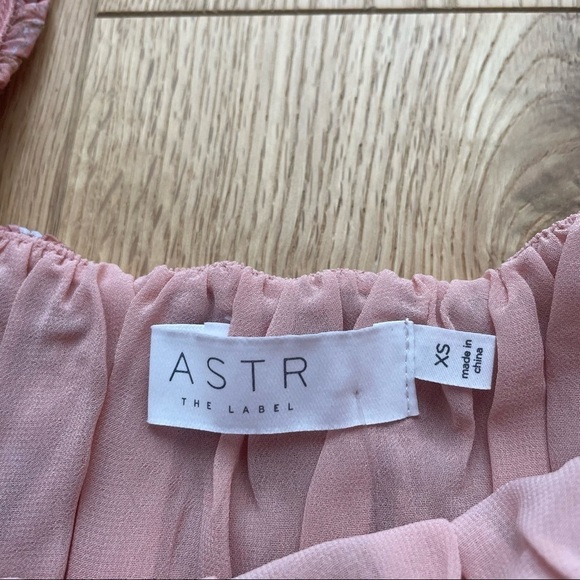 ASTR
THE LABEL
XS
made in
china